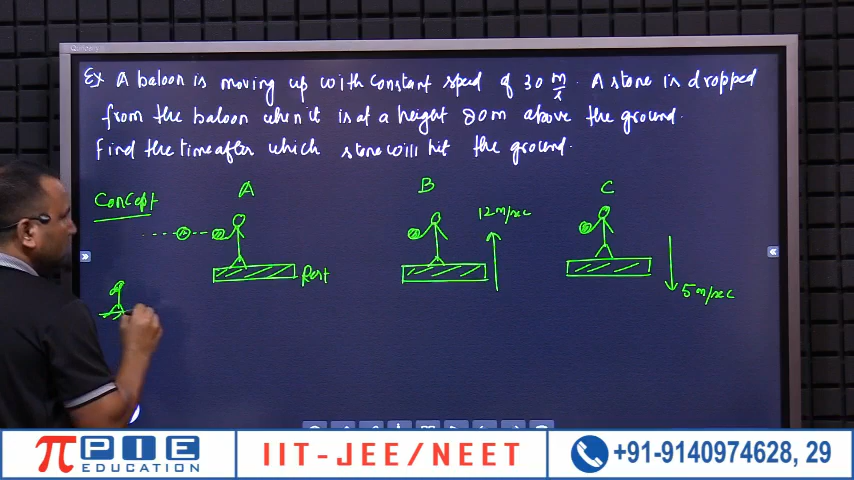 Ex A baloon is moving up with constant speed of 30 m/s. A stone is dropped
from the baloon when it is at a height 80m above the ground.
Find the time after which stone will hit the ground.
Concept
A
B
C
12 m/sec
Rest
5 m/sec
π PIE EDUCATION
IIT-JEE/NEET
+91-9140974628, 29